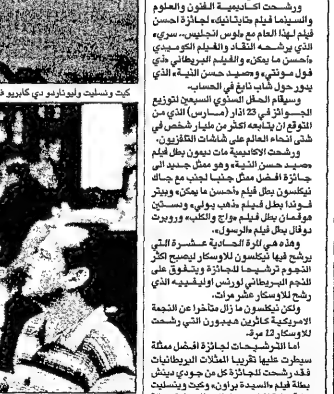 ورشحت اكاديمية الفنون والعلوم
والسينما فيلم «تايتانيك» لجائزة احسن
فيلم لهذا العام مع «لوس انجليس، سري»
الذي يرشحه النقاد والفيلم الكوميدي
«أحسن ما يمكن» والفيلم البريطاني «ذي
فول مونتي» و«صيد حسن النية» الذي
يدور حول شاب نابغ في الحساب.
وسيقام الحفل السنوي السبعين لتوزيع
الجوائز في 23 اذار (مارس) الذي من
المتوقع ان يتابعه اكثر من مليار شخص في
شتى انحاء العالم على شاشات التلفزيون.
ورشحت الاكاديمية مات ديمون بطل فيلم
«صيد حسن النية» وهو ممثل جديد الى
جائزة افضل ممثل جنبا لجنب مع جاك
نيكلسون بطل فيلم «أحسن ما يمكن» وبيتر
فوندا بطل فيلم «ذهب يولي» ودستين
هوفمان بطل فيلم «واج والكلب» وروبرت
دوفال بطل فيلم «الرسول».
وهذه هي المرة الحادية عشرة التي
يرشح فيها نيكلسون للاوسكار ليصبح اكثر
النجوم ترشيحا للجائزة ويتفوق على
النجم البريطاني لورنس اوليفييه الذي
رشح للاوسكار عشر مرات.
ولكن نيكلسون ما زال متأخرا عن النجمة
الامريكية كاثرين هيبورن التي رشحت
للاوسكار 12 مرة.
اما الترشيحات لجائزة افضل ممثلة
سيطرت عليها تقريبا الممثلات البريطانيات
فقد رشحت للجائزة كل من جودي دينش
بطلة فيلم «السيدة براون» وكيت وينسليت
كيت ونسليت وليوناردو دي كابريو